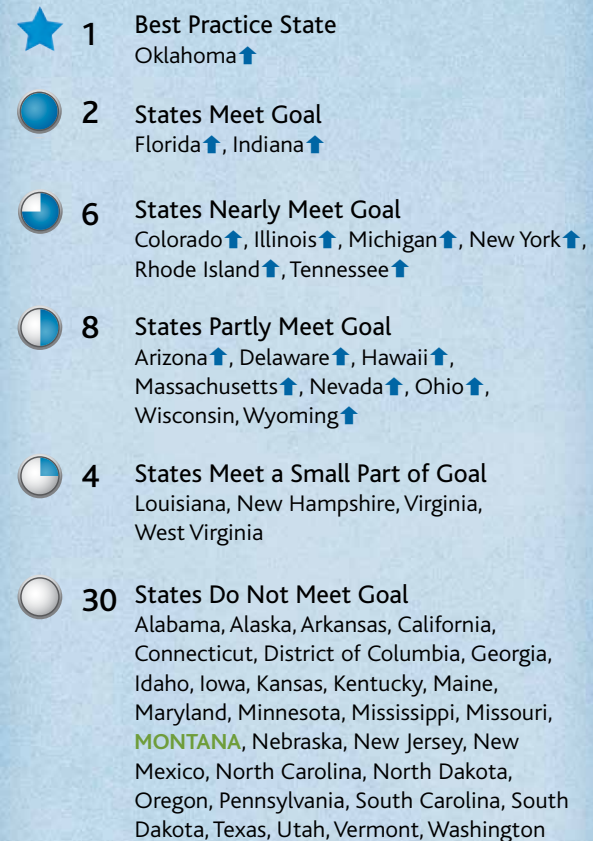 1 Best Practice State
Oklahoma⬆
2 States Meet Goal
Florida⬆, Indiana⬆
6 States Nearly Meet Goal
Colorado⬆, Illinois⬆, Michigan⬆, New York⬆,
Rhode Island⬆, Tennessee⬆
8 States Partly Meet Goal
Arizona⬆, Delaware⬆, Hawaii⬆,
Massachusetts⬆, Nevada⬆, Ohio⬆,
Wisconsin, Wyoming⬆
4 States Meet a Small Part of Goal
Louisiana, New Hampshire, Virginia,
West Virginia
30 States Do Not Meet Goal
Alabama, Alaska, Arkansas, California,
Connecticut, District of Columbia, Georgia,
Idaho, Iowa, Kansas, Kentucky, Maine,
Maryland, Minnesota, Mississippi, Missouri,
MONTANA, Nebraska, New Jersey, New
Mexico, North Carolina, North Dakota,
Oregon, Pennsylvania, South Carolina, South
Dakota, Texas, Utah, Vermont, Washington